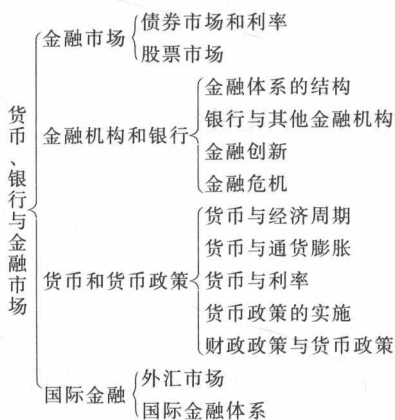 货币、银行与金融市场
金融市场
债券市场和利率
股票市场
金融机构和银行
金融体系的结构
银行与其他金融机构
金融创新
金融危机
货币和货币政策
货币与经济周期
货币与通货膨胀
货币与利率
货币政策的实施
财政政策与货币政策
国际金融
外汇市场
国际金融体系